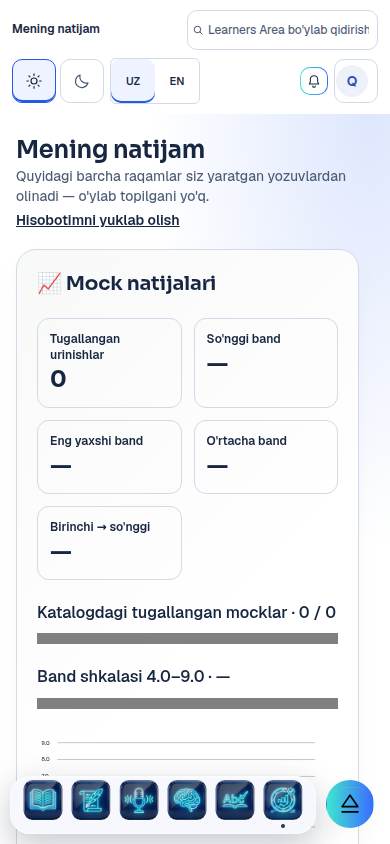 Mening natijam
Learners Area bo'ylab qidirish
UZ
EN
Q
Mening natijam
Quyidagi barcha raqamlar siz yaratgan yozuvlardan
olinadi — o'ylab topilgani yo'q.
Hisobotimni yuklab olish
📈 Mock natijalari
Tugallangan
urinishlar
0
So'nggi band
—
Eng yaxshi band
—
O'rtacha band
—
Birinchi → so'nggi
—
Katalogdagi tugallangan mocklar · 0 / 0
Band shkalasi 4.0–9.0 · —
9.0
8.0
Abc